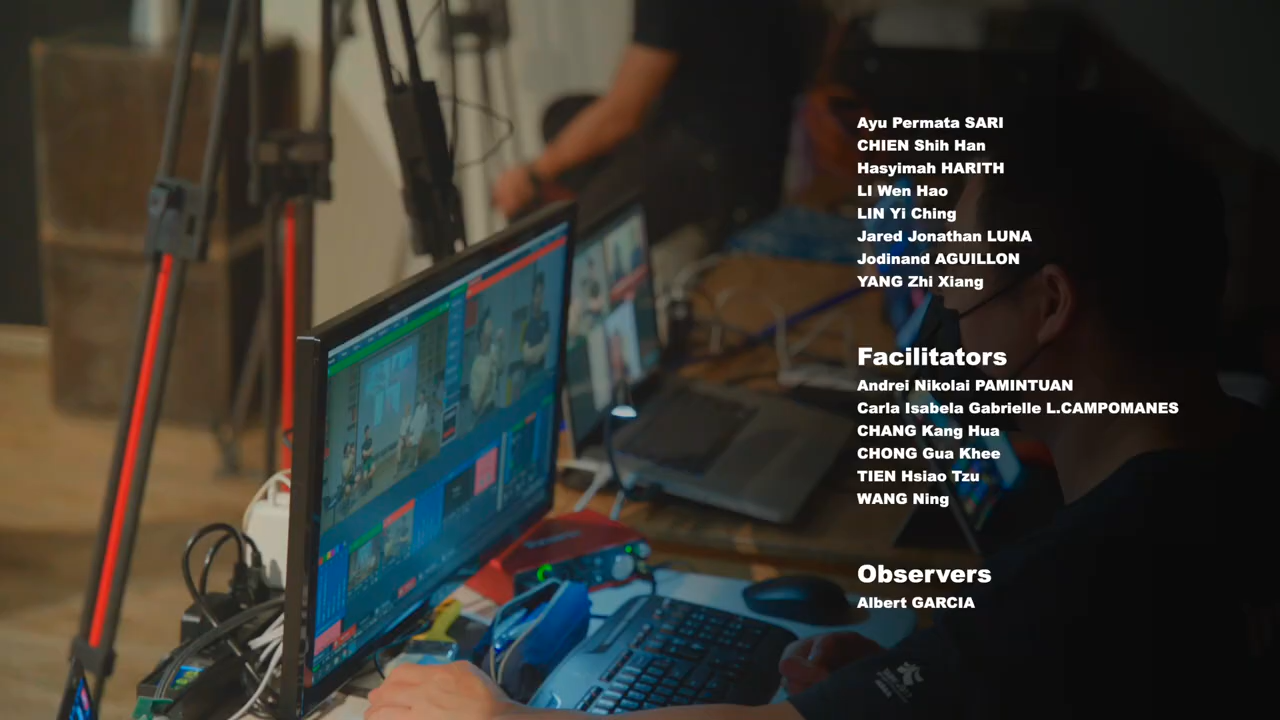 Ayu Permata SARI
CHIEN Shih Han
Hasyimah HARITH
LI Wen Hao
LIN Yi Ching
Jared Jonathan LUNA
Jodinand AGUILLON
YANG Zhi Xiang
Facilitators
Andrei Nikolai PAMINTUAN
Carla Isabela Gabrielle L.CAMPOMANES
CHANG Kang Hua
CHONG Gua Khee
TIEN Hsiao Tzu
WANG Ning
Observers
Albert GARCIA